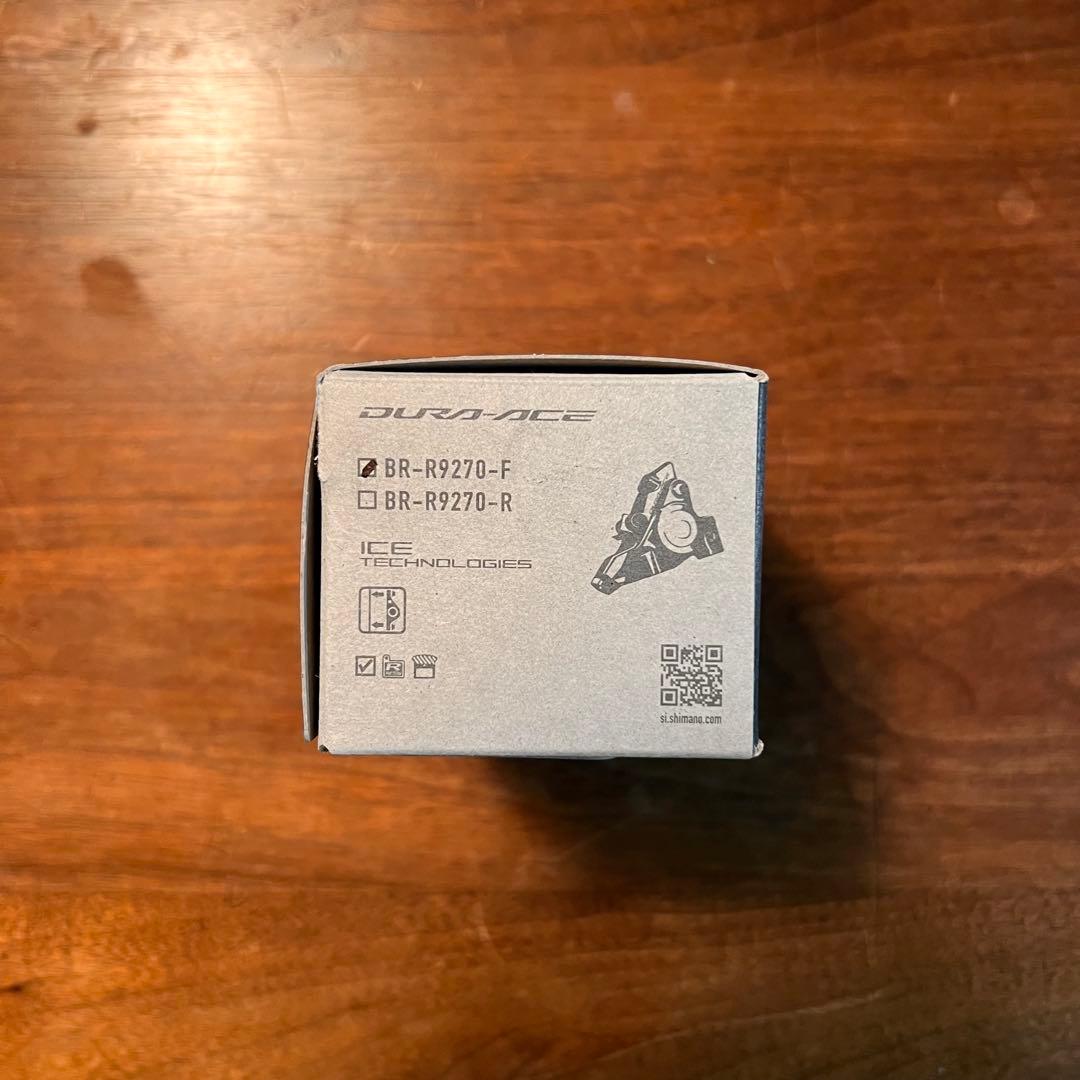 DURA-ACE
BR-R9270-F
BR-R9270-R
ICE
TECHNOLOGIES
R
si.shimano.com